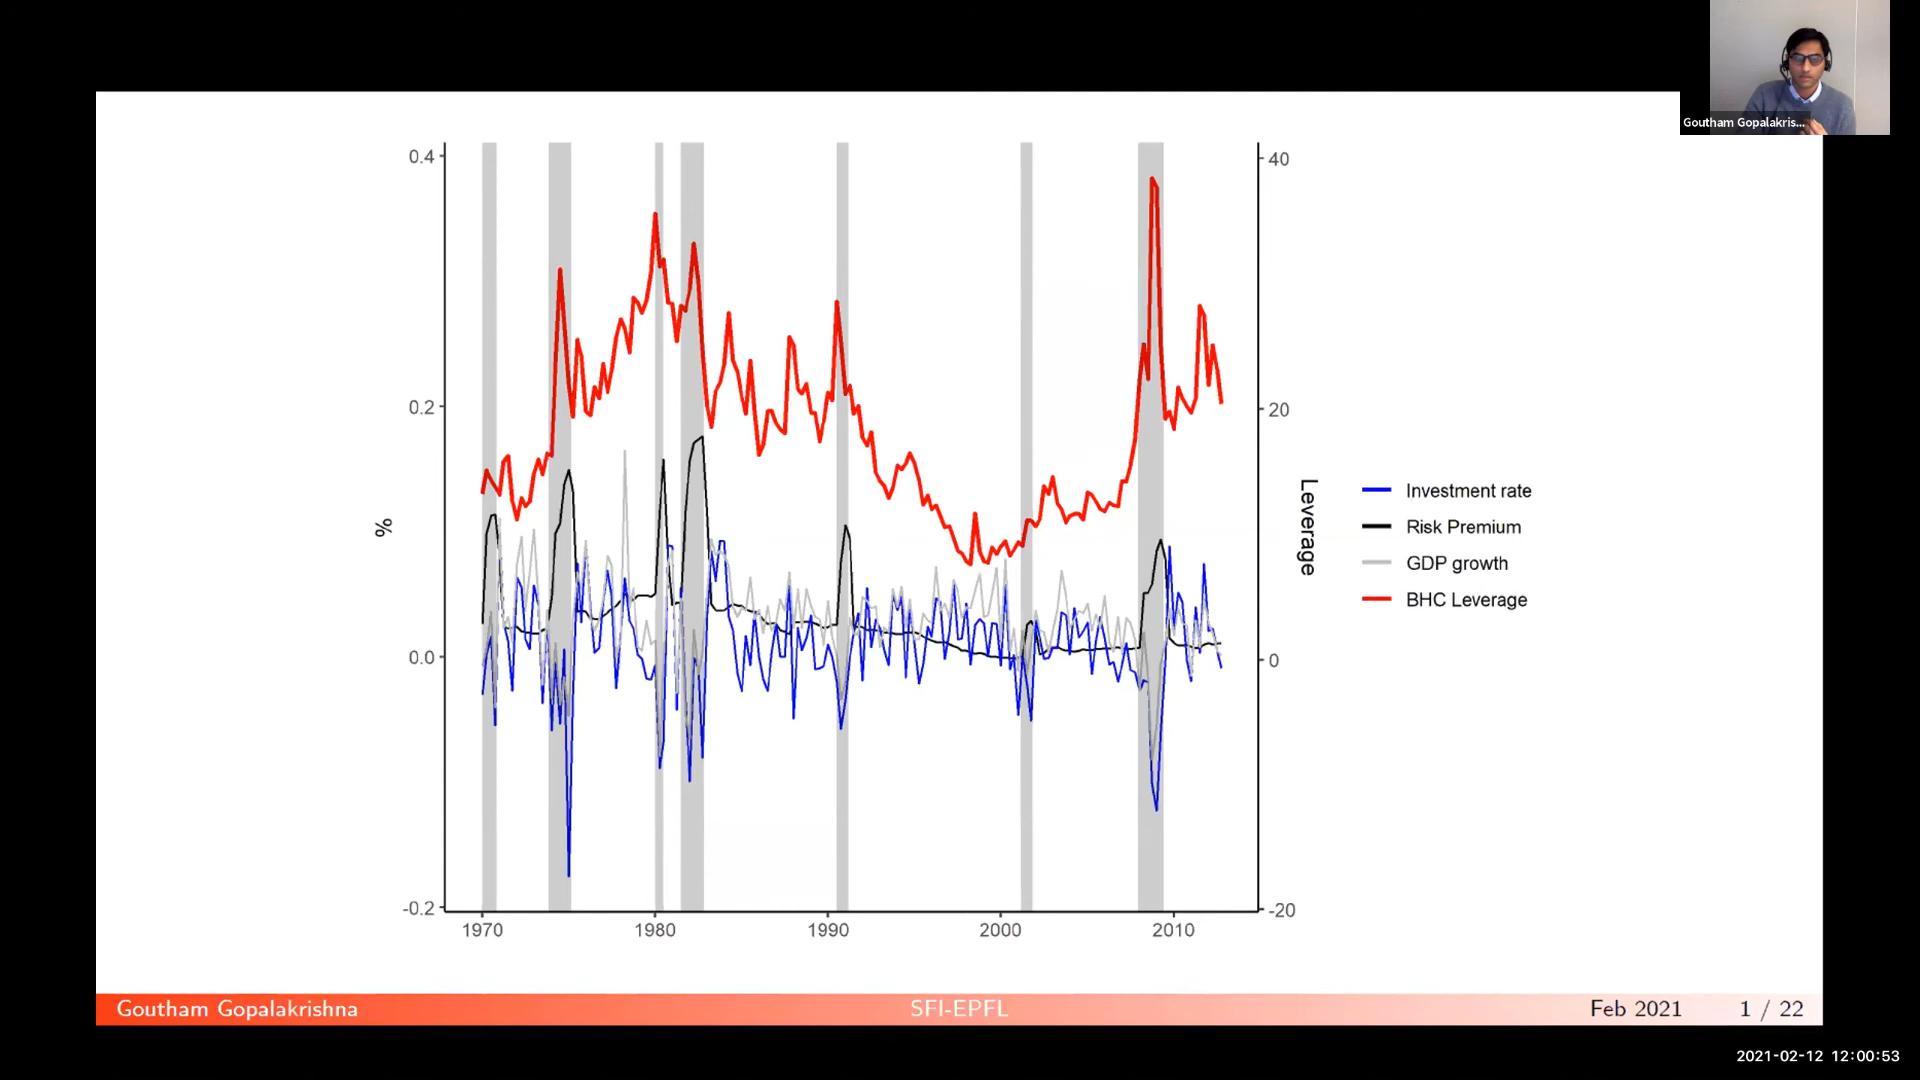 Goutham Gopalakris...
0.4
0.2
0.0
-0.2
%
1970
1980
1990
2000
2010
40
20
0
-20
Leverage
Investment rate
Risk Premium
GDP growth
BHC Leverage
Goutham Gopalakrishna
SFI-EPFL
Feb 2021
1 / 22
2021-02-12 12:00:53